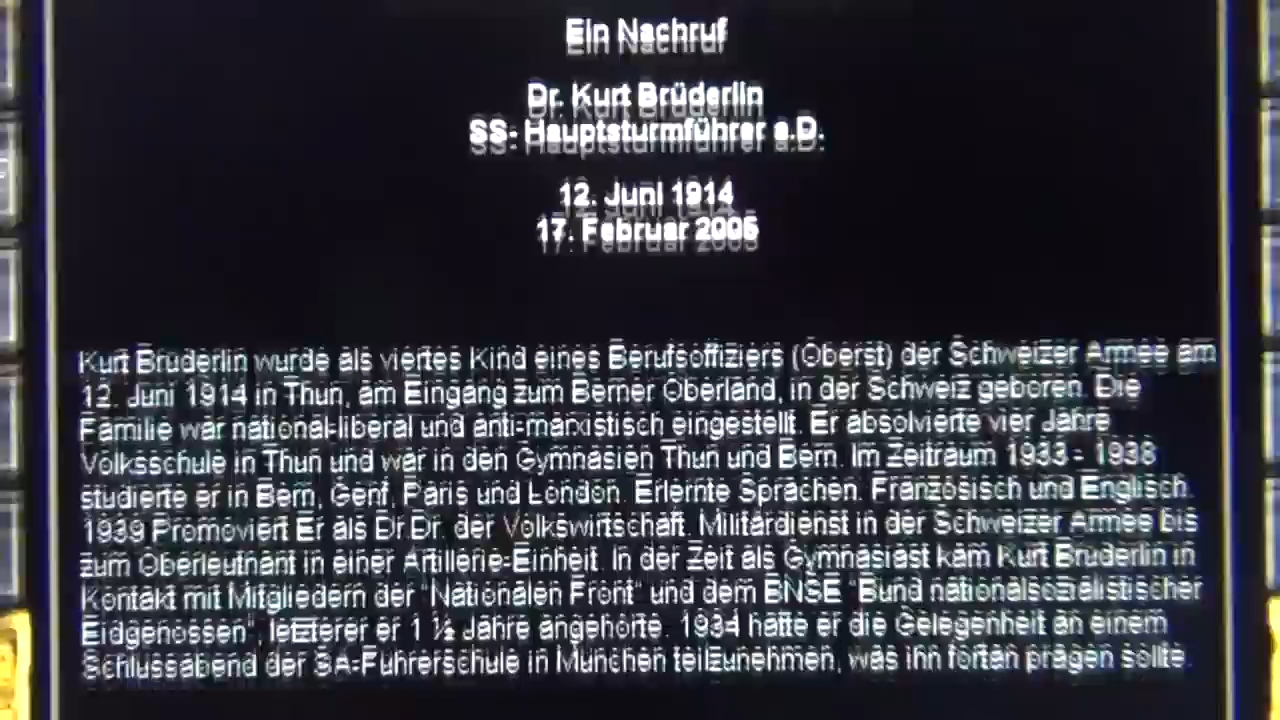 Ein Nachruf
Dr. Kurt Brüderlin
SS- Hauptsturmführer a.D.
12. Juni 1914
17. Februar 2005
Kurt Brüderlin wurde als viertes Kind eines Berufsoffiziers (Oberst) der Schweizer Armee am
12. Juni 1914 in Thun, am Eingang zum Berner Oberland, in der Schweiz geboren. Die
Familie war national-liberal und anti-marxistisch eingestellt. Er absolvierte vier Jahre
Volksschule in Thun und war in den Gymnasien Thun und Bern. Im Zeitraum 1933 - 1938
studierte er in Bern, Genf, Paris und London. Erlernte Sprachen: Französisch und Englisch.
1939 Promoviert Er als Dr.Dr. der Volkswirtschaft. Militärdienst in der Schweizer Armee bis
zum Oberleutnant in einer Artillerie-Einheit. In der Zeit als Gymnasiast kam Kurt Brüderlin in
Kontakt mit Mitgliedern der "Nationalen Front" und dem BNSE "Bund nationalsozialistischer
Eidgenossen", letzterer er 1 ½ Jahre angehörte. 1934 hatte er die Gelegenheit an einem
Schlussabend der SA-Führerschule in München teilzunehmen, was ihn fortan prägen sollte.